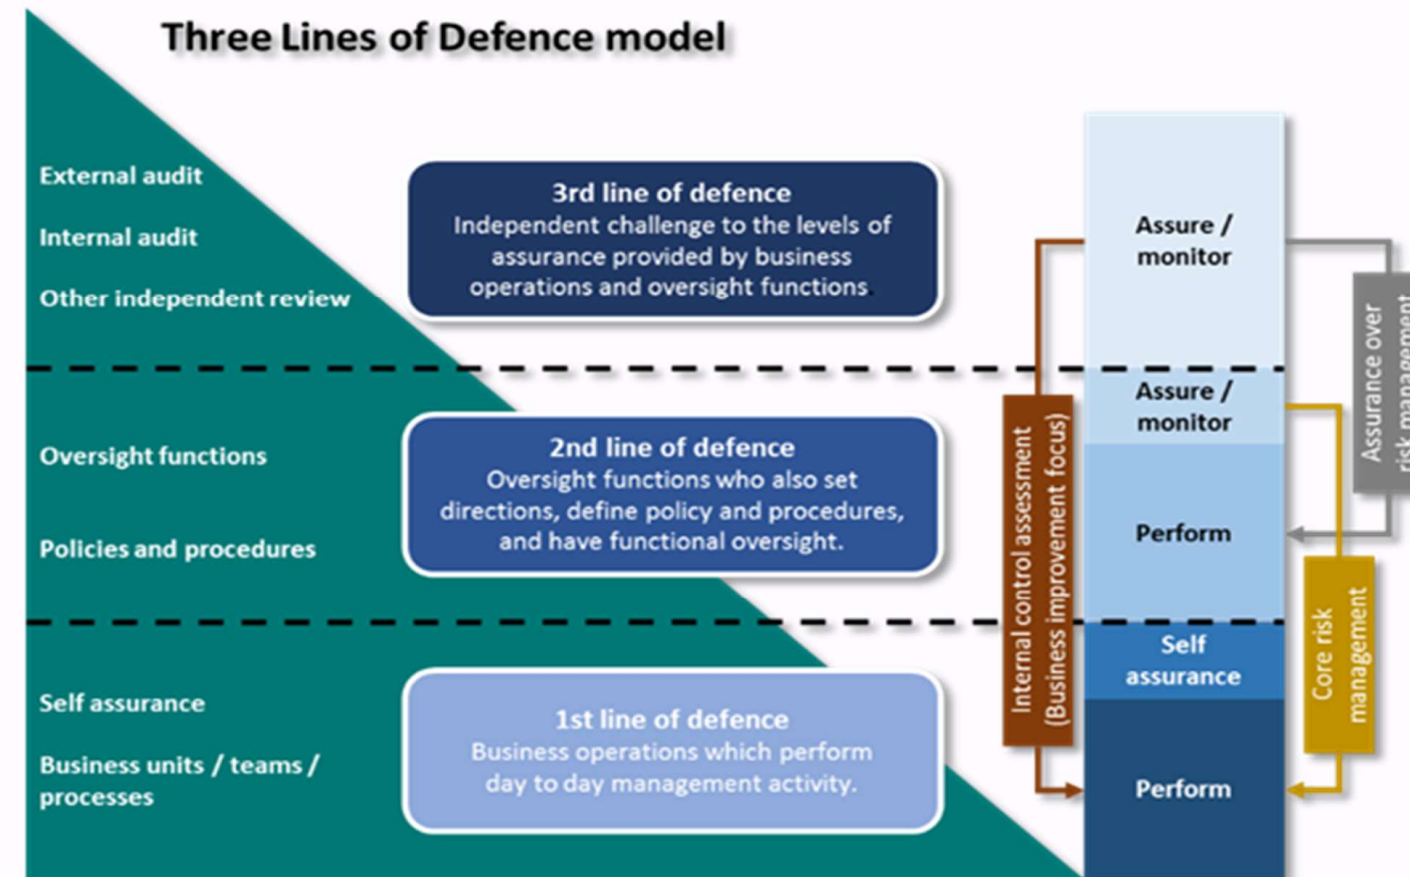 Three Lines of Defence model
External audit
Internal audit
Other independent review
3rd line of defence
Independent challenge to the levels of
assurance provided by business
operations and oversight functions.
Oversight functions
Policies and procedures
2nd line of defence
Oversight functions who also set
directions, define policy and procedures,
and have functional oversight.
Self assurance
Business units / teams /
processes
1st line of defence
Business operations which perform
day to day management activity.
Internal control assessment
(Business improvement focus)
Assure /
monitor
Assure /
monitor
Perform
Self
assurance
Perform
Assurance over
risk management
Core risk
management